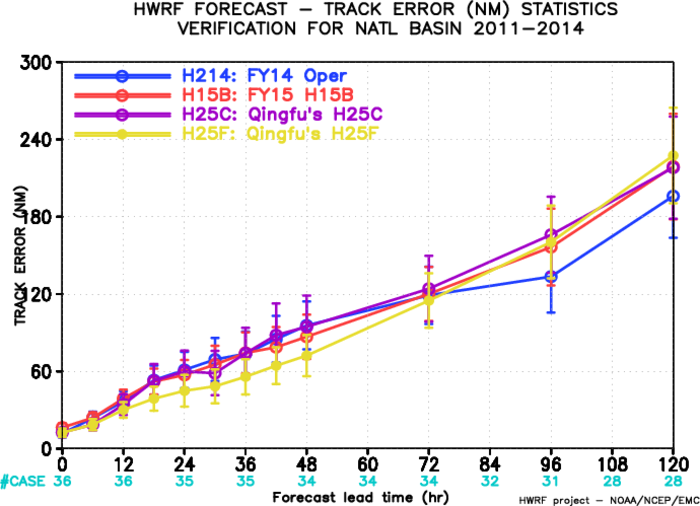 HWRF FORECAST – TRACK ERROR (NM) STATISTICS
VERIFICATION FOR NATL BASIN 2011–2014
H214: FY14 Oper
H15B: FY15 H15B
H25C: Qingfu's H25C
H25F: Qingfu's H25F
TRACK ERROR (NM)
300
240
180
120
60
0
0 12 24 36 48 60 72 84 96 108 120
#CASE 36 36 35 35 34 34 34 32 31 28 28
Forecast lead time (hr)
HWRF project – NOAA/NCEP/EMC